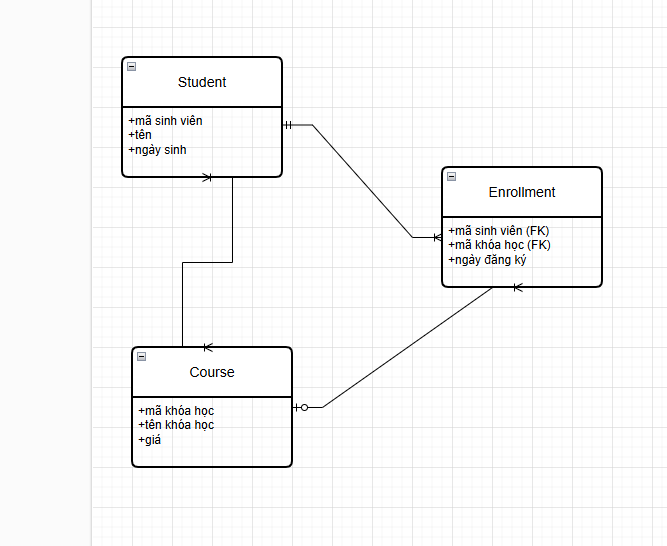 Student
+mã sinh viên
+tên
+ngày sinh
Enrollment
+mã sinh viên (FK)
+mã khóa học (FK)
+ngày đăng ký
Course
+mã khóa học
+tên khóa học
+giá